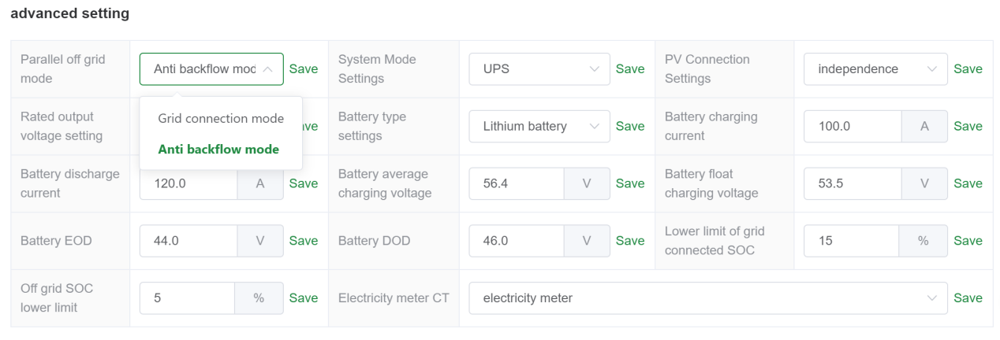 advanced setting
Parallel off grid
mode
Anti backflow mod
Save
System Mode
Settings
UPS
Save
PV Connection
Settings
independence
Save
Grid connection mode
Anti backflow mode
Rated output
voltage setting
Battery type
settings
Lithium battery
Save
Battery charging
current
100.0
A
Save
Battery discharge
current
120.0
A
Save
Battery average
charging voltage
56.4
V
Save
Battery float
charging voltage
53.5
V
Save
Battery EOD
44.0
V
Save
Battery DOD
46.0
V
Save
Lower limit of grid
connected SOC
15
%
Save
Off grid SOC
lower limit
5
%
Save
Electricity meter CT
electricity meter
Save